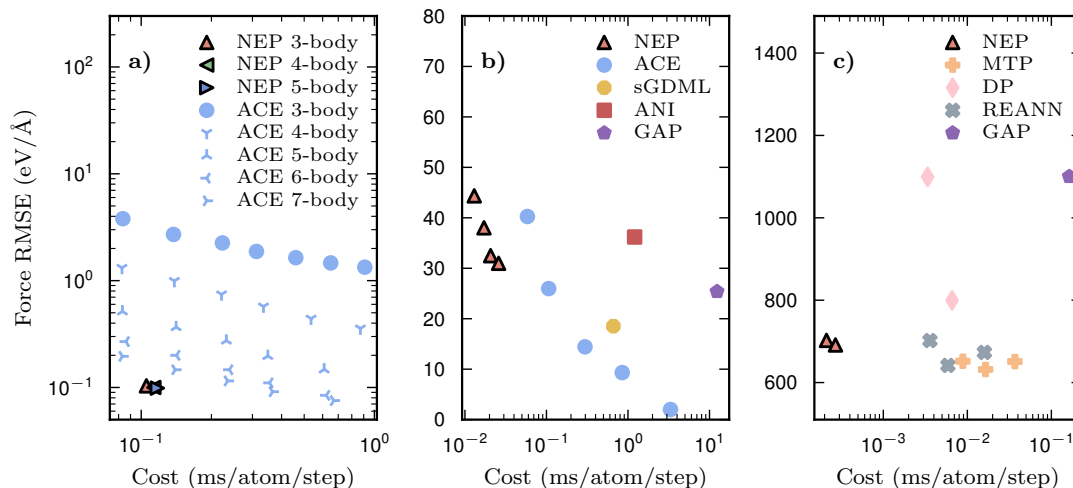 a)
NEP 3-body
NEP 4-body
NEP 5-body
ACE 3-body
ACE 4-body
ACE 5-body
ACE 6-body
ACE 7-body
10²
10¹
10⁰
10⁻¹
Force RMSE (eV/Å)
10⁻¹ 10⁰
Cost (ms/atom/step)
b)
NEP
ACE
sGDML
ANI
GAP
80
70
60
50
40
30
20
10
0
10⁻² 10⁰ 10¹
Cost (ms/atom/step)
c)
NEP
MTP
DP
REANN
GAP
1400
1200
1000
800
600
10⁻³ 10⁻² 10⁻¹
Cost (ms/atom/step)